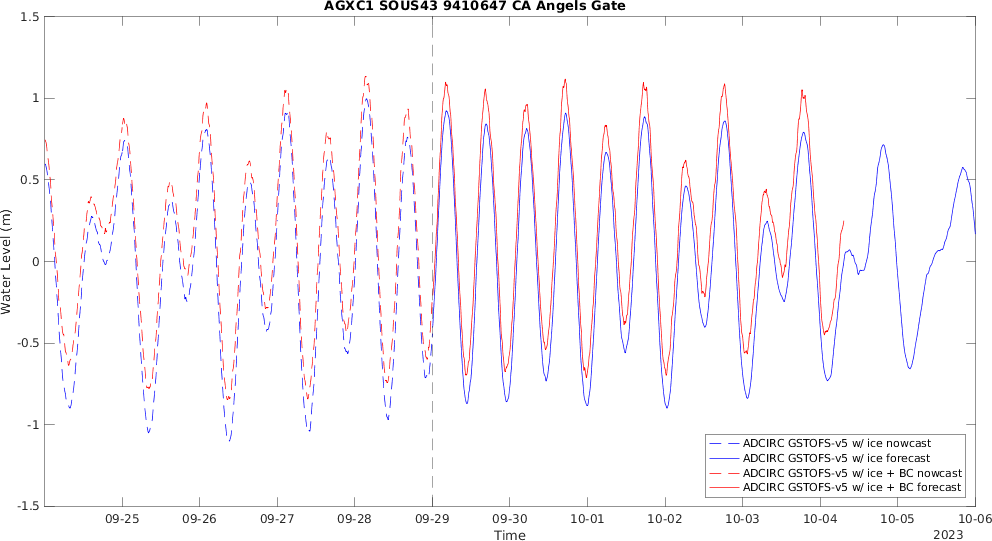 AGXC1 SOUS43 9410647 CA Angels Gate
1.5
1
0.5
0
-0.5
-1
-1.5
Water Level (m)
09-25 09-26 09-27 09-28 09-29 09-30 10-01 10-02 10-03 10-04 10-05 10-06
Time
2023
ADCIRC GSTOFS-v5 w/ ice nowcast
ADCIRC GSTOFS-v5 w/ ice forecast
ADCIRC GSTOFS-v5 w/ ice + BC nowcast
ADCIRC GSTOFS-v5 w/ ice + BC forecast